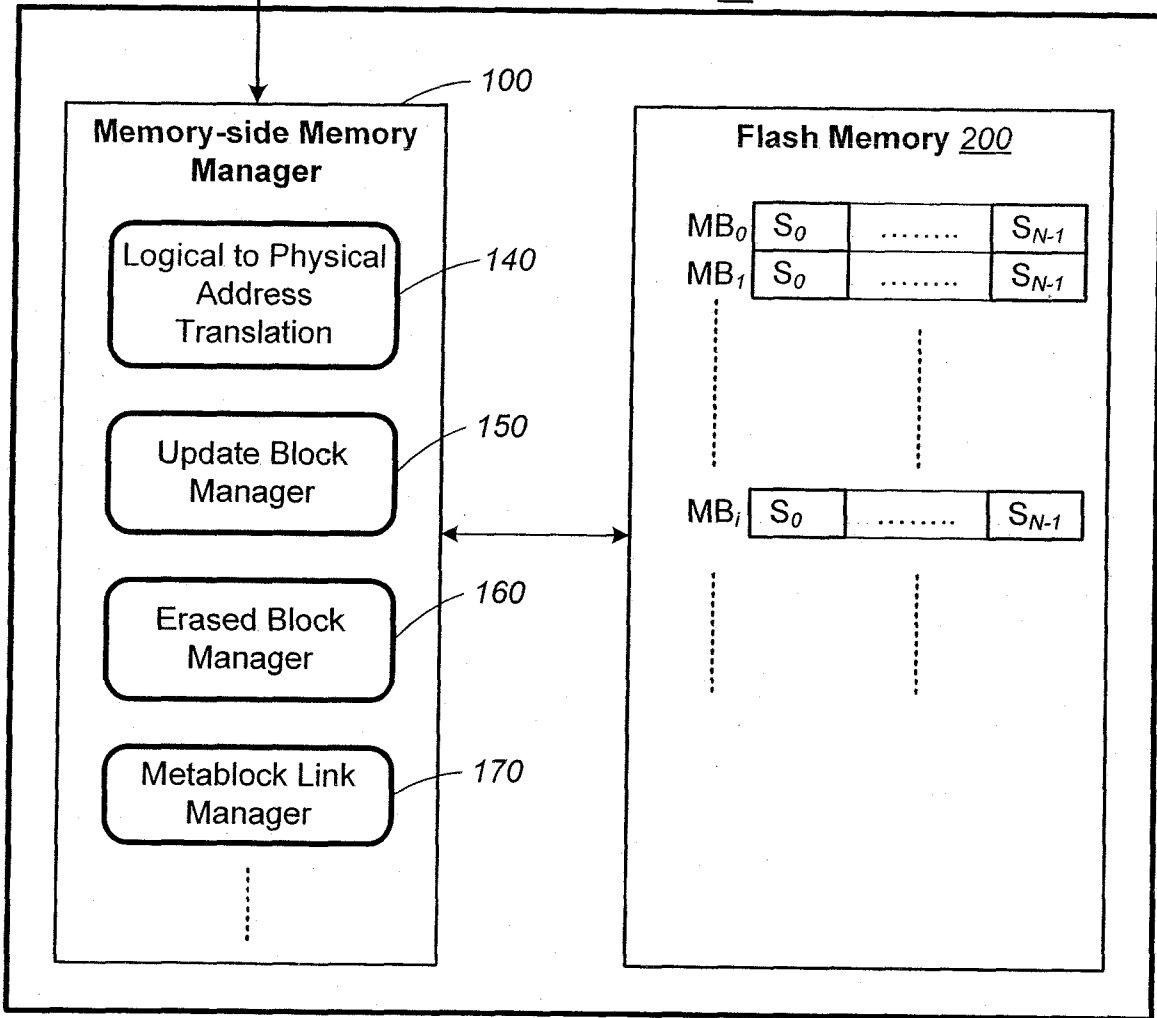 100
Memory-side Memory
Manager
Logical to Physical
Address
Translation
140
Update Block
Manager
150
Erased Block
Manager
160
Metablock Link
Manager
170
Flash Memory 200
MB0 S0 ........ SN-1
MB1 S0 ........ SN-1
MBi S0 ........ SN-1